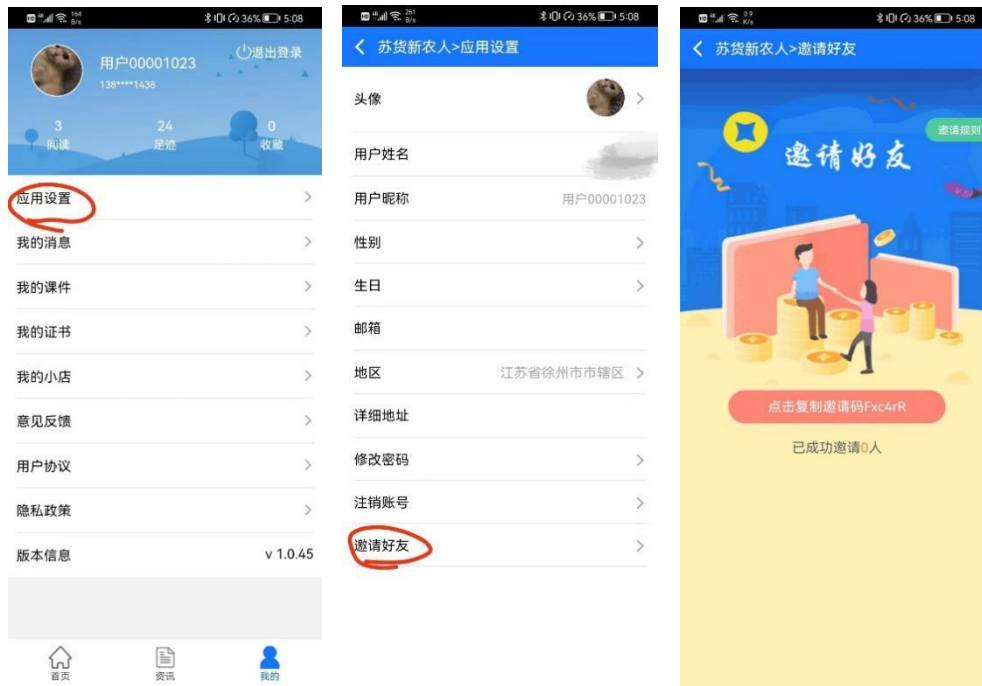 164
B/s
36%
5:08
用户00001023
退出登录
138****1438
3
24
0
阅读
足迹
收藏
应用设置
我的消息
我的课件
我的证书
我的小店
意见反馈
用户协议
隐私政策
版本信息
v 1.0.45
首页
资讯
我的
251
B/s
36%
5:08
苏货新农人>应用设置
头像
用户姓名
用户昵称
用户00001023
性别
生日
邮箱
地区
江苏省徐州市市辖区
详细地址
修改密码
注销账号
邀请好友
0.9
K/s
36%
5:08
苏货新农人>邀请好友
邀请规则
邀请好友
点击复制邀请码Fxc4rR
已成功邀请0人